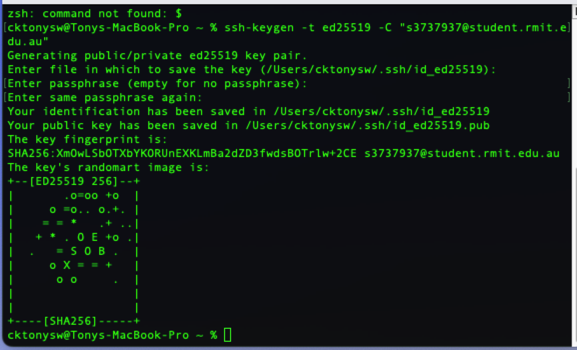 zsh: command not found: $
[cktonysw@Tonys-MacBook-Pro ~ % ssh-keygen -t ed25519 -C "s3737937@student.rmit.e]
du.au"
Generating public/private ed25519 key pair.
Enter file in which to save the key (/Users/cktonysw/.ssh/id_ed25519):
[Enter passphrase (empty for no passphrase): ]
[Enter same passphrase again: ]
Your identification has been saved in /Users/cktonysw/.ssh/id_ed25519
Your public key has been saved in /Users/cktonysw/.ssh/id_ed25519.pub
The key fingerprint is:
SHA256:XmOwLSbOTXbYKORUnEXKLmBa2dZD3fwdsBOTrlw+2CE s3737937@student.rmit.edu.au
The key's randomart image is:
+--[ED25519 256]--+
|       .o=oo +o  |
|     o =o.. o.+. |
|    = = *   .+ ..|
|   + * . O E +o .|
|  .   = S O B .  |
|     o X = = +   |
|      o o     .  |
|                 |
|                 |
+----[SHA256]-----+
cktonysw@Tonys-MacBook-Pro ~ %